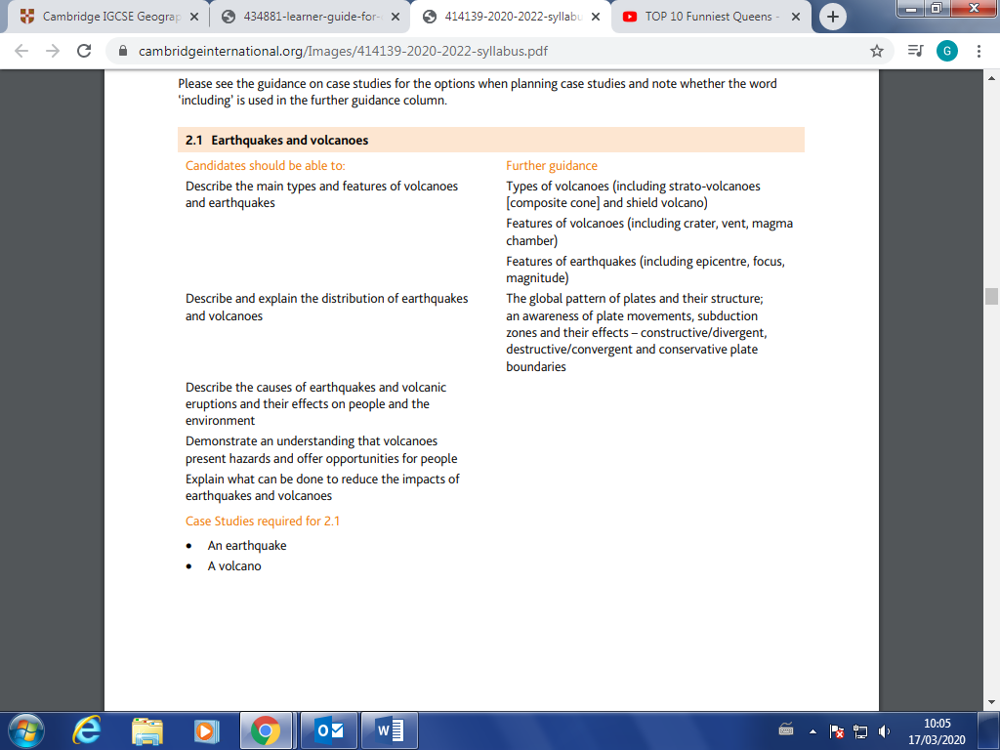 Cambridge IGCSE Geograp
434881-learner-guide-for-
414139-2020-2022-syllabu
TOP 10 Funniest Queens -
cambridgeinternational.org/Images/414139-2020-2022-syllabus.pdf
G
Please see the guidance on case studies for the options when planning case studies and note whether the word
'including' is used in the further guidance column.
2.1 Earthquakes and volcanoes
Candidates should be able to:
Further guidance
Describe the main types and features of volcanoes
and earthquakes
Types of volcanoes (including strato-volcanoes
[composite cone] and shield volcano)
Features of volcanoes (including crater, vent, magma
chamber)
Features of earthquakes (including epicentre, focus,
magnitude)
Describe and explain the distribution of earthquakes
and volcanoes
The global pattern of plates and their structure;
an awareness of plate movements, subduction
zones and their effects – constructive/divergent,
destructive/convergent and conservative plate
boundaries
Describe the causes of earthquakes and volcanic
eruptions and their effects on people and the
environment
Demonstrate an understanding that volcanoes
present hazards and offer opportunities for people
Explain what can be done to reduce the impacts of
earthquakes and volcanoes
Case Studies required for 2.1
• An earthquake
• A volcano
10:05
17/03/2020